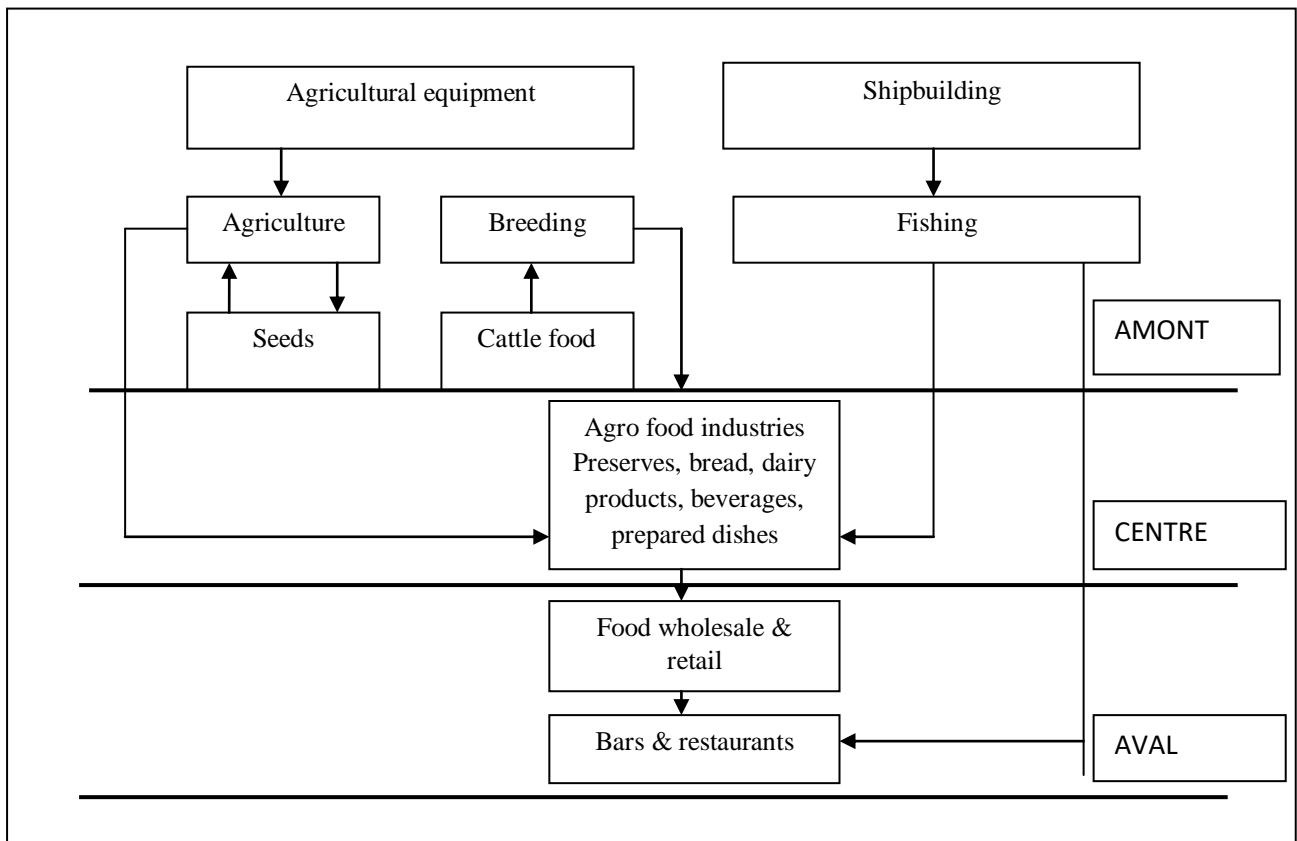 Agricultural equipment
Shipbuilding
Agriculture
Breeding
Fishing
Seeds
Cattle food
AMONT
Agro food industries
Preserves, bread, dairy
products, beverages,
prepared dishes
CENTRE
Food wholesale &
retail
Bars & restaurants
AVAL